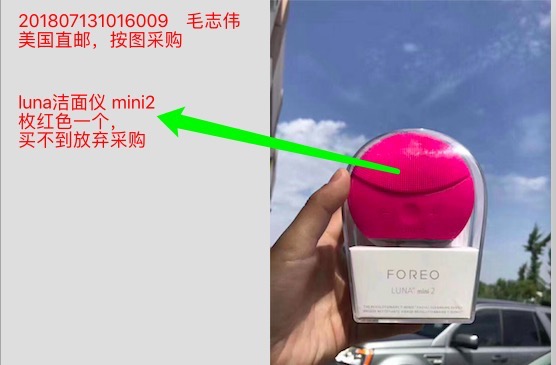 201807131016009 毛志伟
美国直邮，按图采购
luna洁面仪 mini2
枚红色一个，
买不到放弃采购
FOREO
LUNA™ mini 2